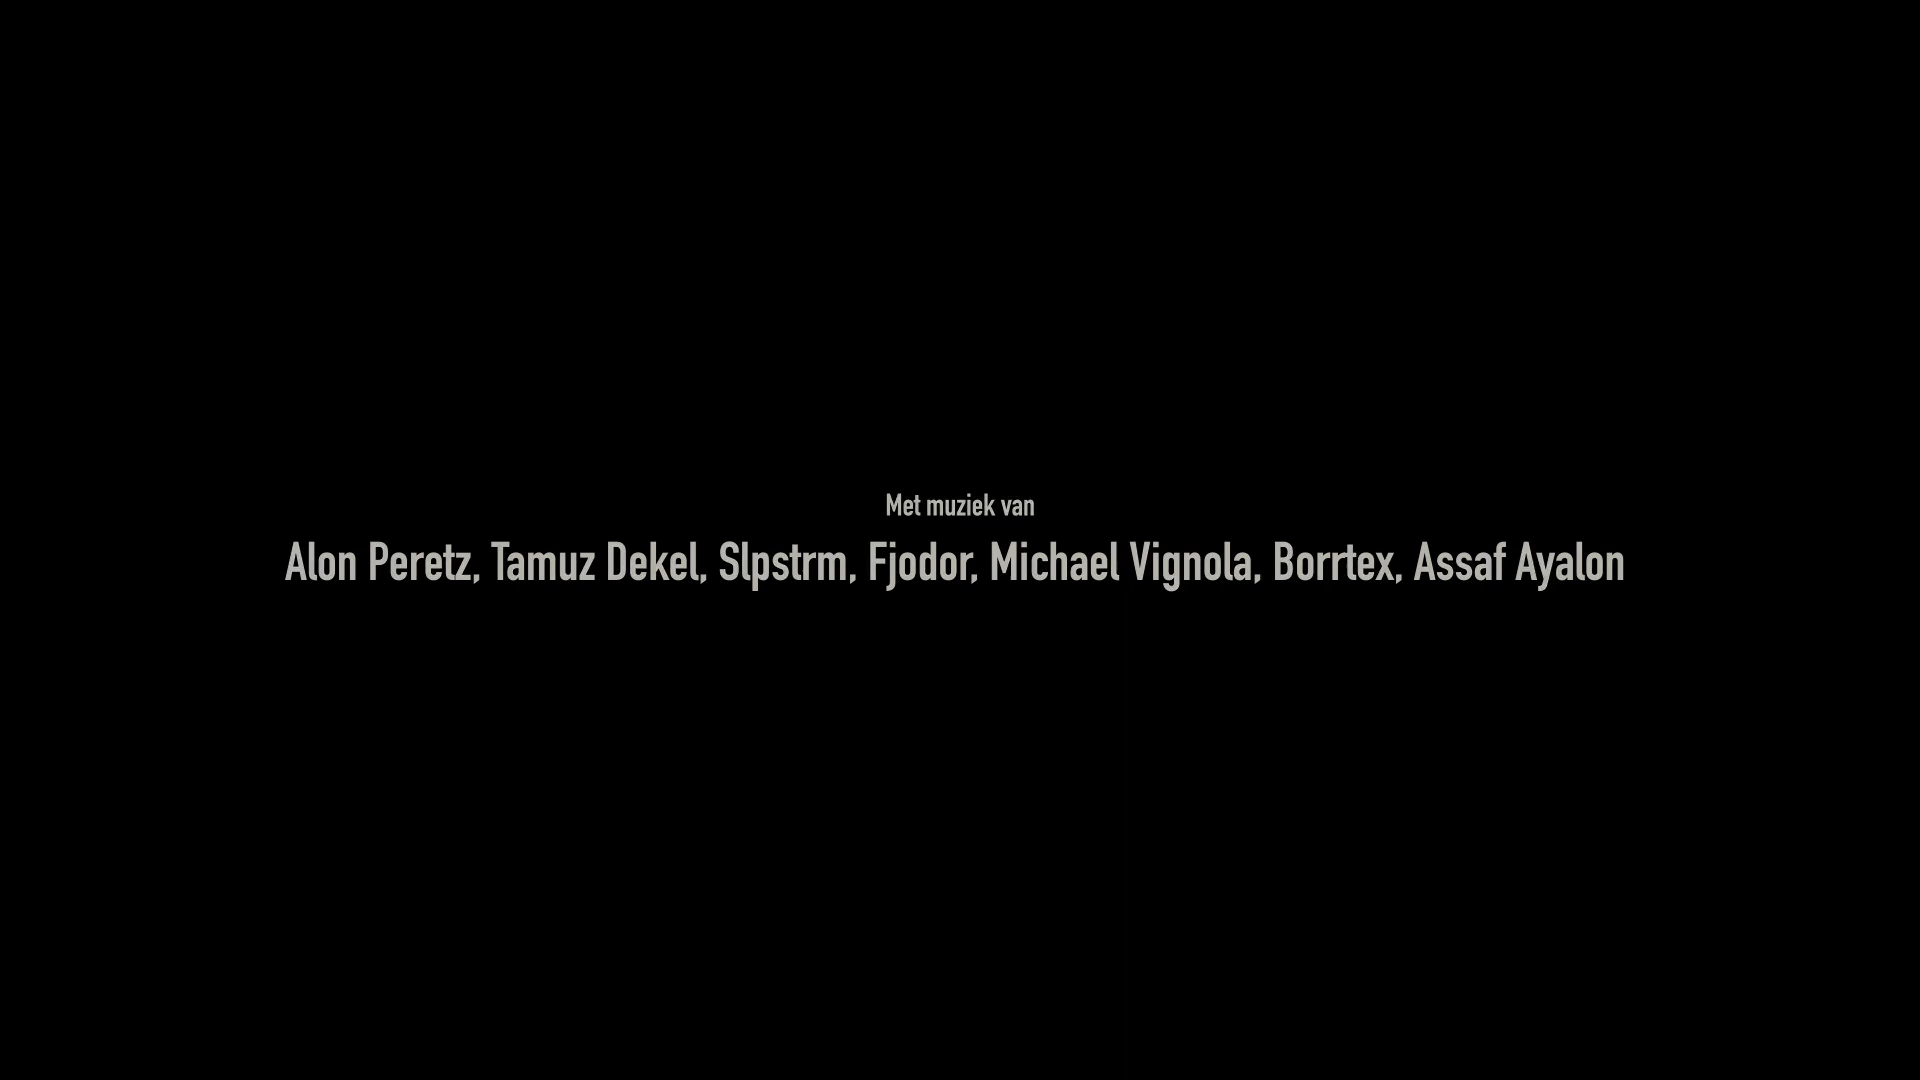 Met muziek van
Alon Peretz, Tamuz Dekel, Slpstrm, Fjodor, Michael Vignola, Borrtex, Assaf Ayalon